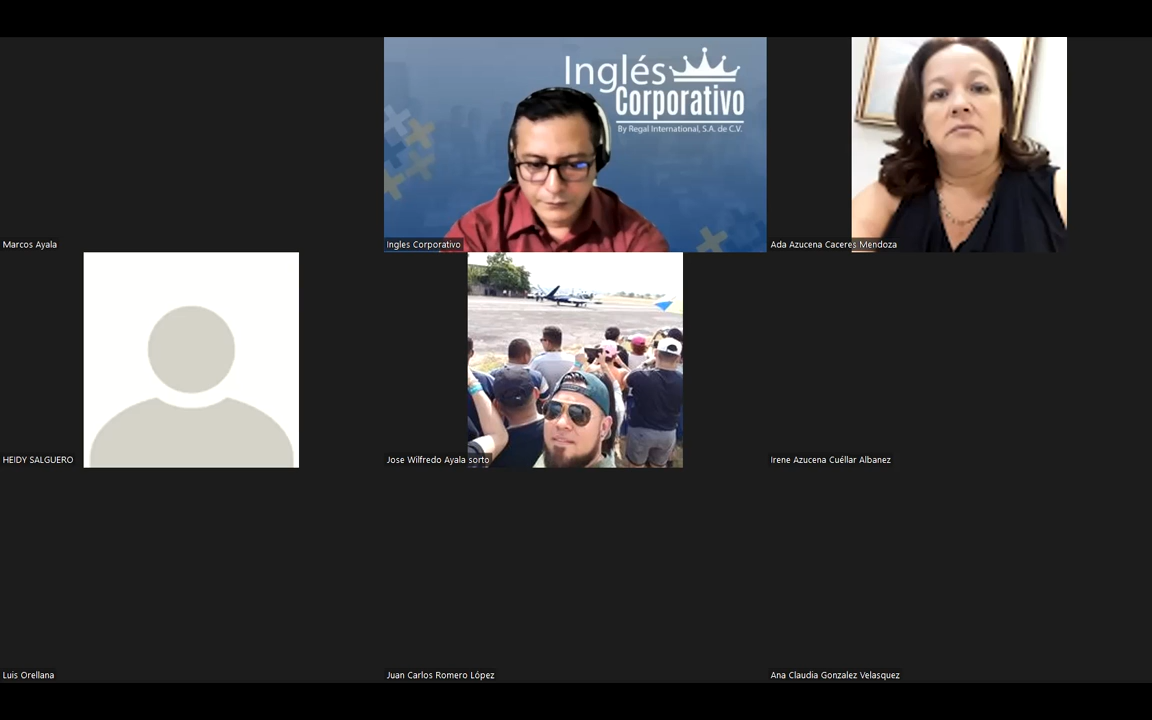 Inglés
Corporativo
By Regal International, S.A. de C.V.
Marcos Ayala
Ingles Corporativo
Ada Azucena Caceres Mendoza
HEIDY SALGUERO
Jose Wilfredo Ayala sorto
Irene Azucena Cuéllar Albanez
Luis Orellana
Juan Carlos Romero López
Ana Claudia Gonzalez Velasquez